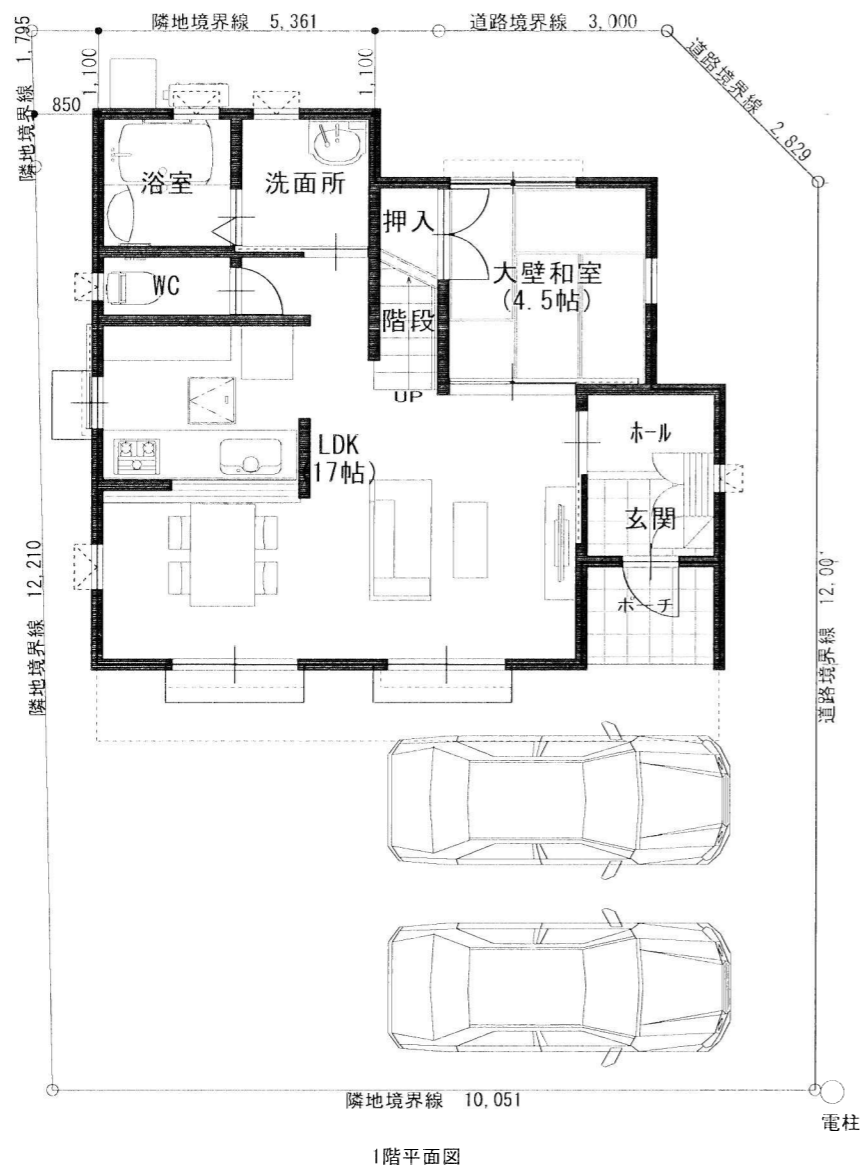 隣地境界線 5,361
道路境界線 3,000
隣地境界線 1,795
1,100
1,100
道路境界線 2,829
850
浴室
洗面所
押入
大壁和室
(4.5帖)
WC
階段
UP
LDK
17帖)
ホール
玄関
ポーチ
隣地境界線 12,210
道路境界線 12,00
隣地境界線 10,051
電柱
1階平面図